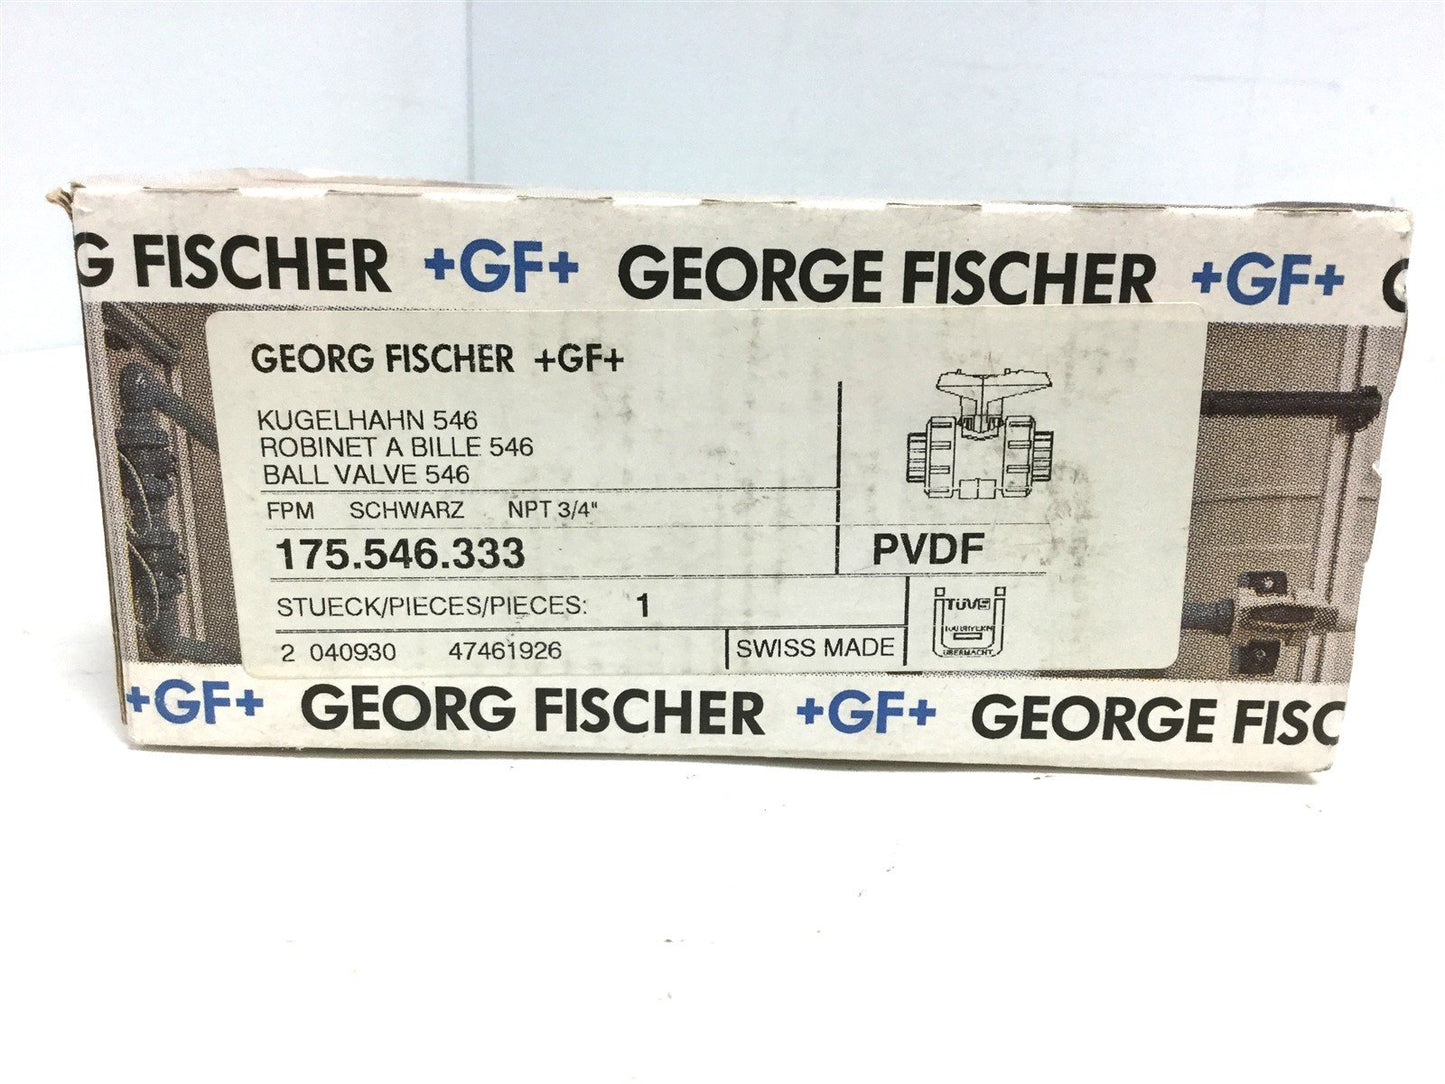 G FISCHER +GF+ GEORGE FISCHER +GF+ G
GEORG FISCHER +GF+
KUGELHAHN 546
ROBINET A BILLE 546
BALL VALVE 546
FPM SCHWARZ NPT 3/4"
175.546.333
PVDF
STUECK/PIECES/PIECES: 1
2 040930 47461926
SWISS MADE
TÜV
ÜBERWACHT
+GF+ GEORG FISCHER +GF+ GEORGE FISC